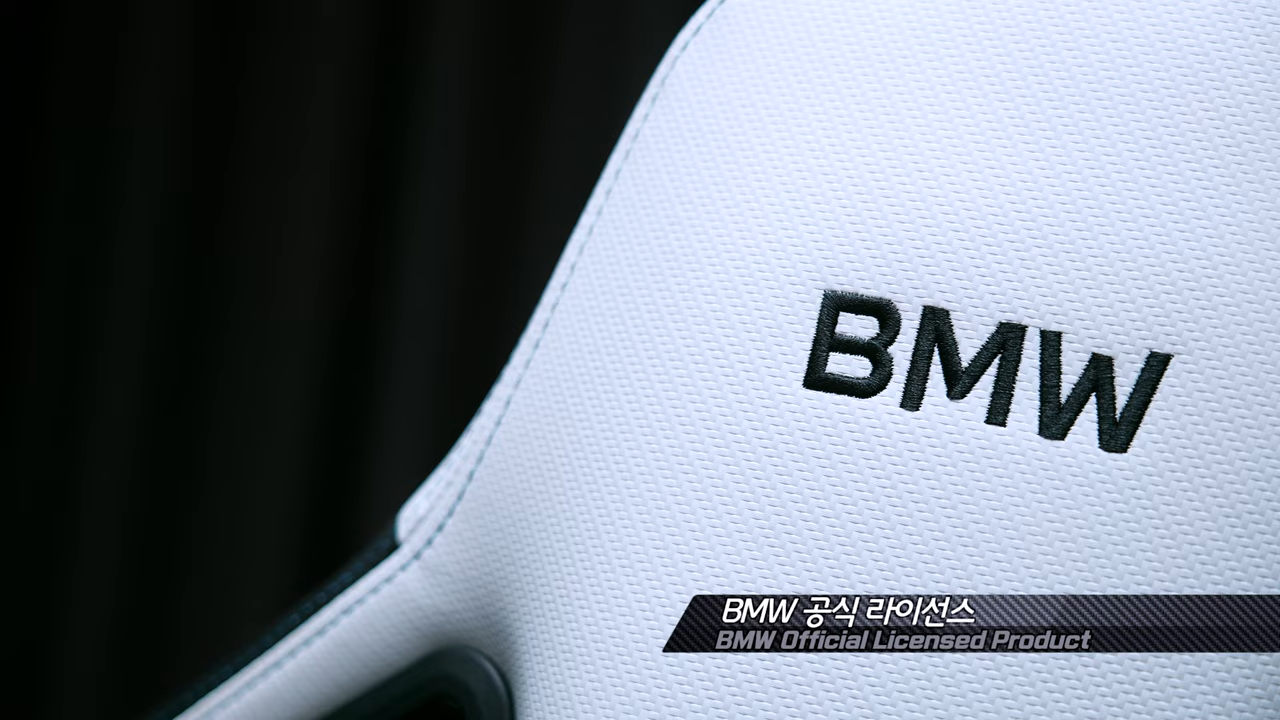 BMW
BMW 공식 라이선스
BMW Official Licensed Product